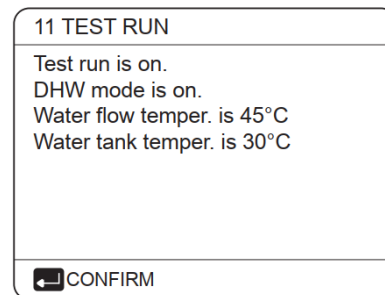 11 TEST RUN
Test run is on.
DHW mode is on.
Water flow temper. is 45°C
Water tank temper. is 30°C
CONFIRM